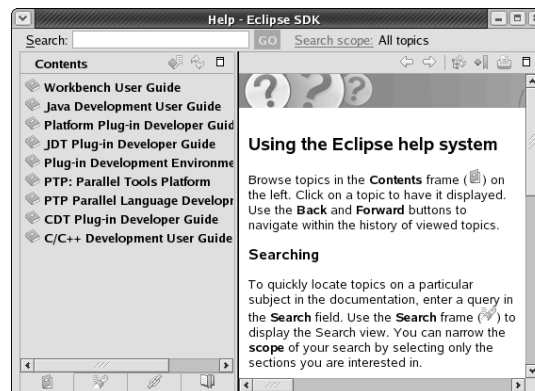 Help - Eclipse SDK
Search:
GO
Search scope: All topics
Contents
Workbench User Guide
Java Development User Guide
Platform Plug-in Developer Guid
JDT Plug-in Developer Guide
Plug-in Development Environme
PTP: Parallel Tools Platform
PTP Parallel Language Developr
CDT Plug-in Developer Guide
C/C++ Development User Guide
Using the Eclipse help system
Browse topics in the Contents frame ( ) on
the left. Click on a topic to have it displayed.
Use the Back and Forward buttons to
navigate within the history of viewed topics.
Searching
To quickly locate topics on a particular
subject in the documentation, enter a query in
the Search field. Use the Search frame ( ) to
display the Search view. You can narrow the
scope of your search by selecting only the
sections you are interested in.